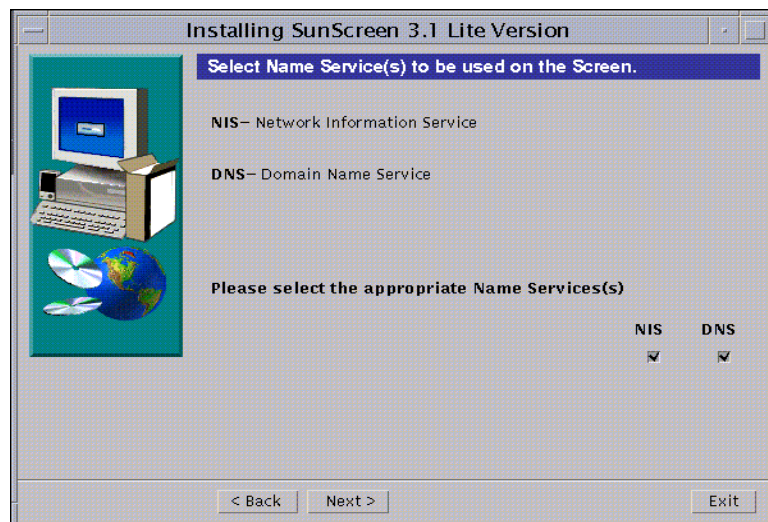 Installing SunScreen 3.1 Lite Version
Select Name Service(s) to be used on the Screen.
NIS– Network Information Service
DNS– Domain Name Service
Please select the appropriate Name Services(s)
NIS DNS
< Back Next > Exit